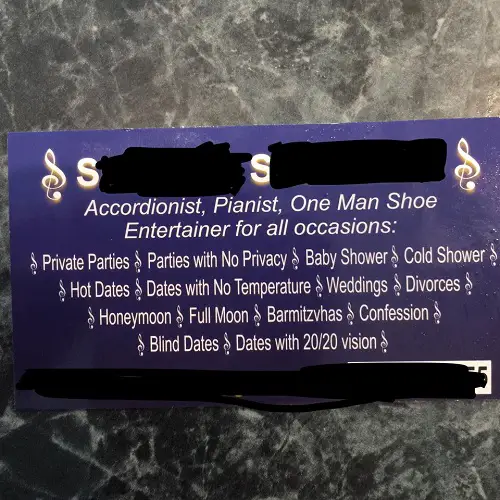 S S
Accordionist, Pianist, One Man Shoe
Entertainer for all occasions:
Private Parties Parties with No Privacy Baby Shower Cold Shower
Hot Dates Dates with No Temperature Weddings Divorces
Honeymoon Full Moon Barmitzvhas Confession
Blind Dates Dates with 20/20 vision